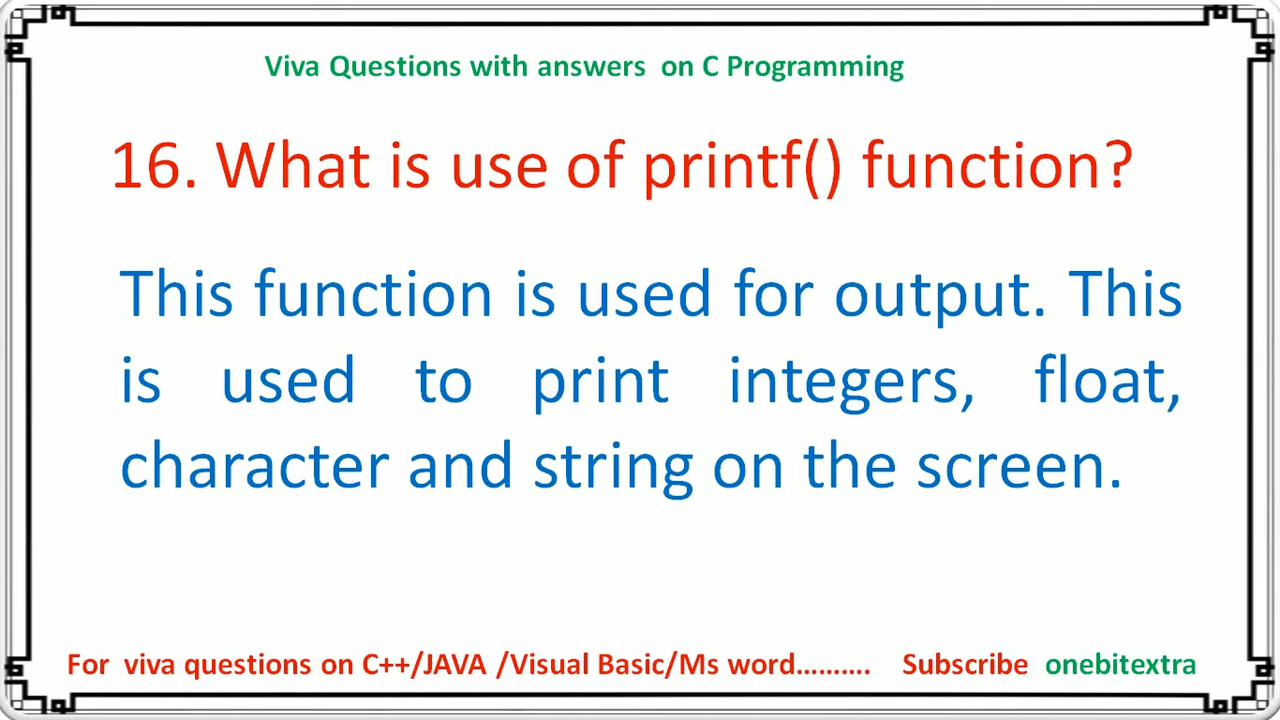 Viva Questions with answers on C Programming
16. What is use of printf() function?
This function is used for output. This
is used to print integers, float,
character and string on the screen.
For viva questions on C++/JAVA /Visual Basic/Ms word.......... Subscribe onebitextra